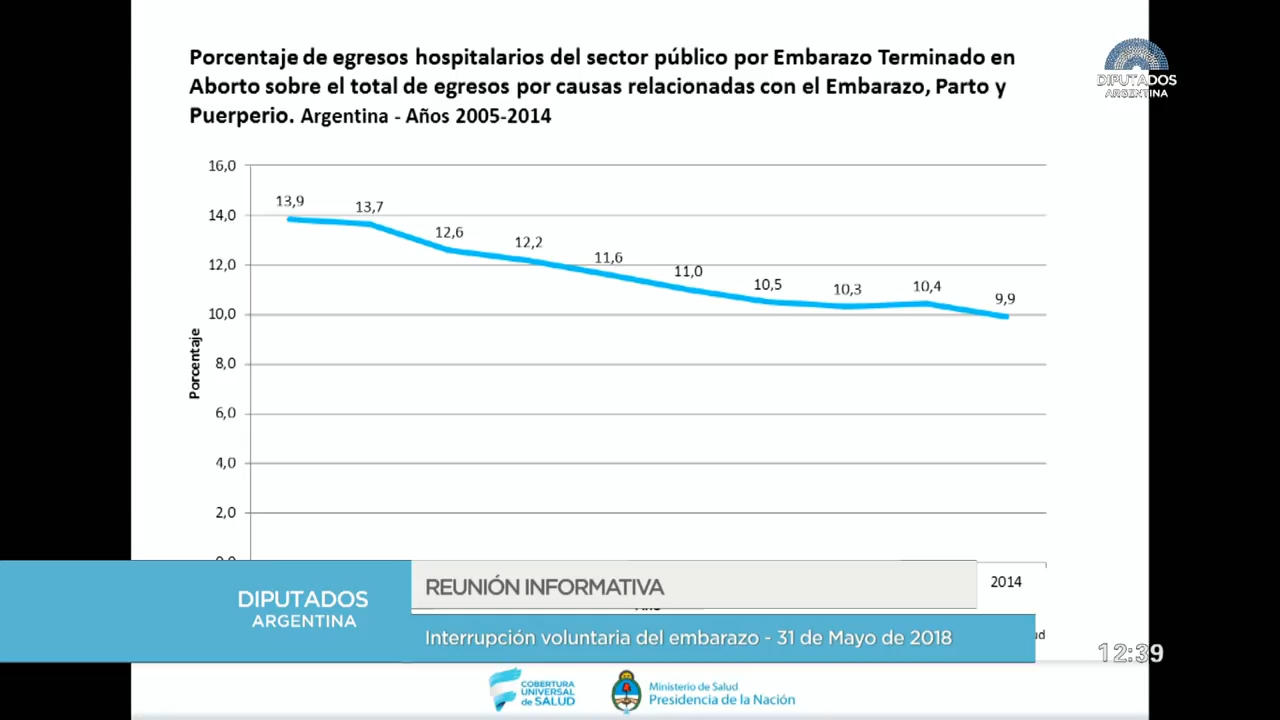 Porcentaje de egresos hospitalarios del sector público por Embarazo Terminado en
Aborto sobre el total de egresos por causas relacionadas con el Embarazo, Parto y
Puerperio. Argentina - Años 2005-2014
DIPUTADOS
ARGENTINA
16,0
14,0
12,0
10,0
8,0
6,0
4,0
2,0
Porcentaje
13,9
13,7
12,6
12,2
11,6
11,0
10,5
10,3
10,4
9,9
2014
DIPUTADOS
ARGENTINA
REUNIÓN INFORMATIVA
Interrupción voluntaria del embarazo - 31 de Mayo de 2018
12:39
COBERTURA
UNIVERSAL
de SALUD
Ministerio de Salud
Presidencia de la Nación